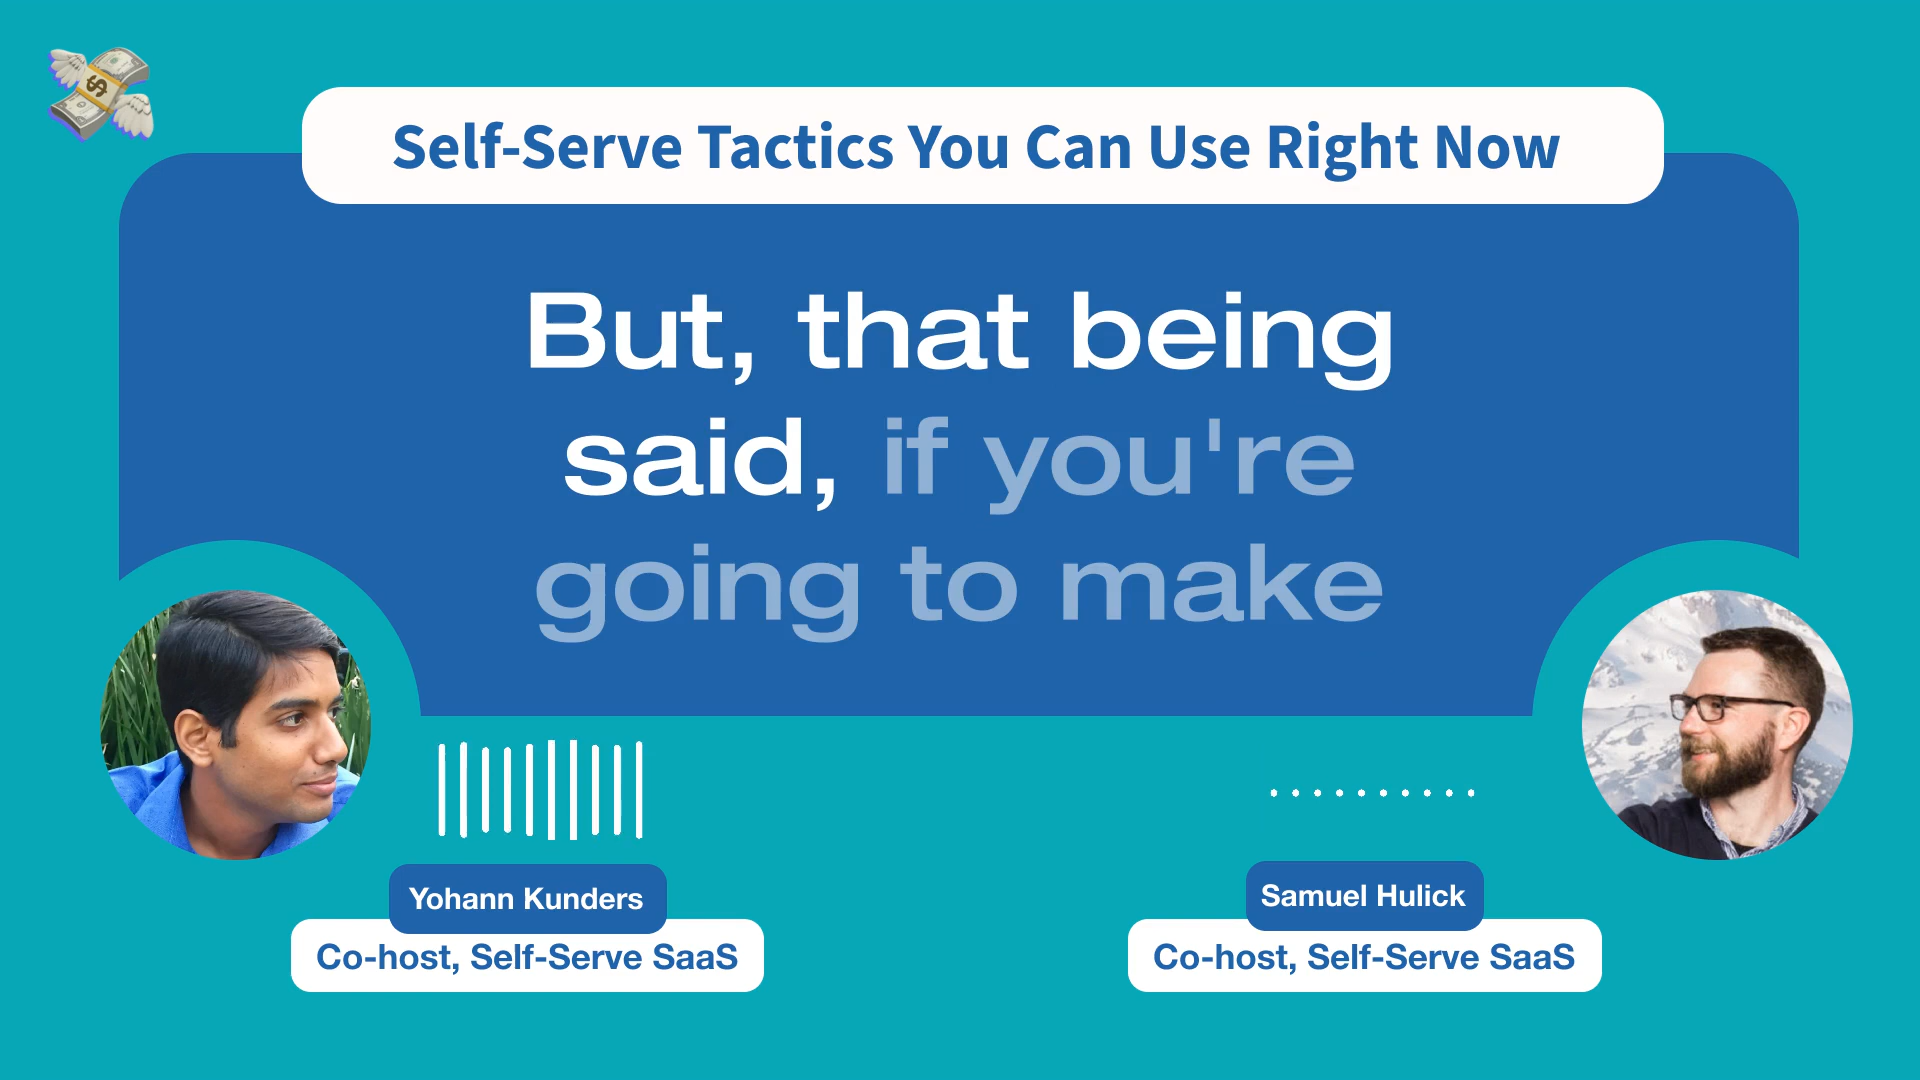 Self-Serve Tactics You Can Use Right Now
But, that being
said, if you're
going to make
Yohann Kunders
Co-host, Self-Serve SaaS
Samuel Hulick
Co-host, Self-Serve SaaS